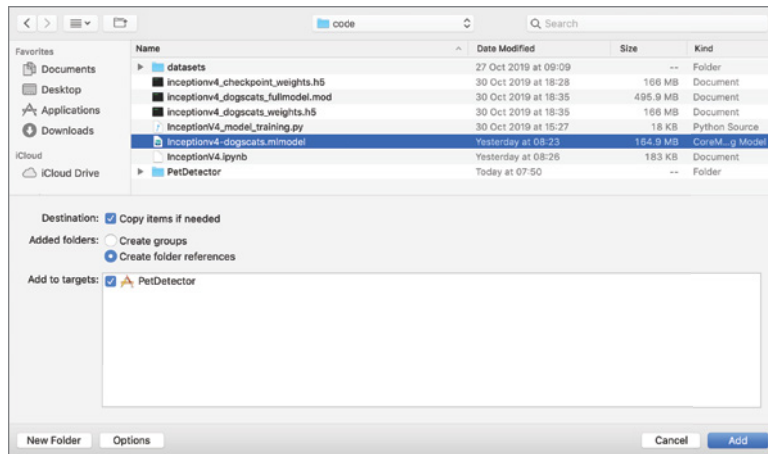 code
Search
Favorites
Documents
Desktop
Applications
Downloads
iCloud
iCloud Drive
Name Date Modified Size Kind
datasets 27 Oct 2019 at 09:09 -- Folder
inceptionv4_checkpoint_weights.h5 30 Oct 2019 at 18:28 166 MB Document
inceptionv4_dogscats_fullmodel.mod 30 Oct 2019 at 18:35 495.9 MB Document
inceptionv4_dogscats_weights.h5 30 Oct 2019 at 18:35 166 MB Document
InceptionV4_model_training.py 30 Oct 2019 at 15:27 18 KB Python Source
Inceptionv4-dogscats.mlmodel Yesterday at 08:23 164.9 MB CoreM...g Model
InceptionV4.ipynb Yesterday at 08:26 183 KB Document
PetDetector Today at 07:50 -- Folder
Destination: Copy items if needed
Added folders: Create groups
Create folder references
Add to targets: PetDetector
New Folder Options Cancel Add